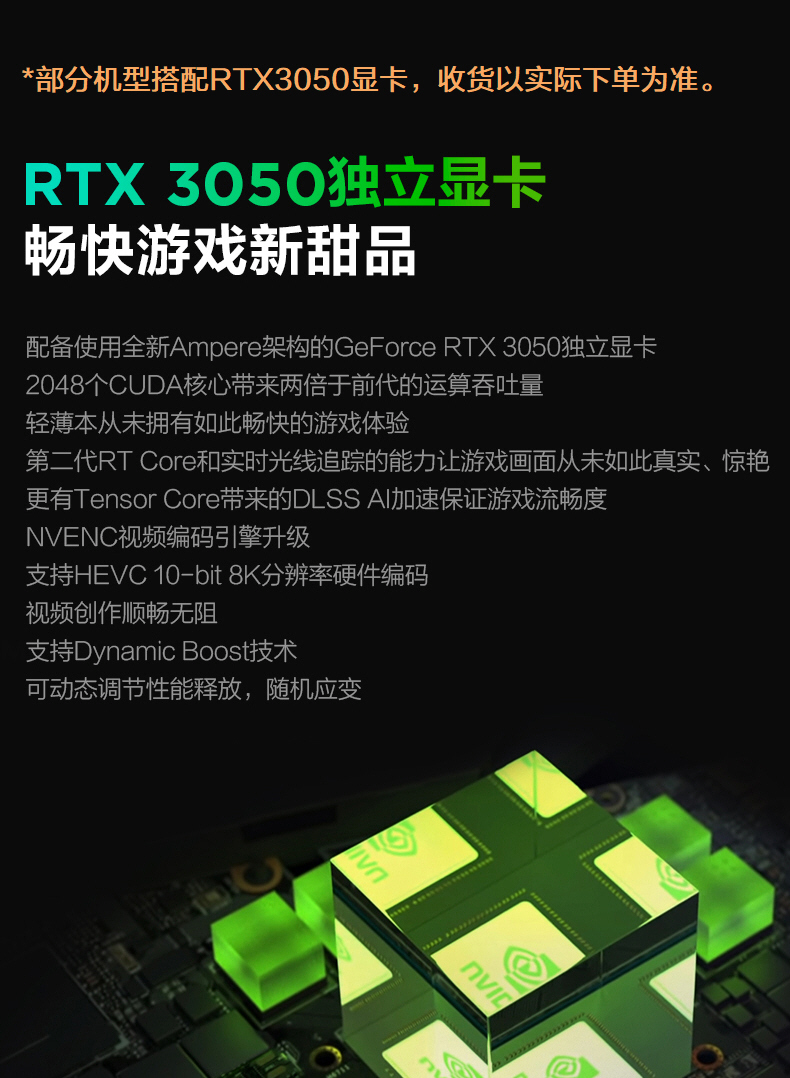 *部分机型搭配RTX3050显卡，收货以实际下单为准。
RTX 3050独立显卡
畅快游戏新甜品
配备使用全新Ampere架构的GeForce RTX 3050独立显卡
2048个CUDA核心带来两倍于前代的运算吞吐量
轻薄本从未拥有如此畅快的游戏体验
第二代RT Core和实时光线追踪的能力让游戏画面从未如此真实、惊艳
更有Tensor Core带来的DLSS AI加速保证游戏流畅度
NVENC视频编码引擎升级
支持HEVC 10-bit 8K分辨率硬件编码
视频创作顺畅无阻
支持Dynamic Boost技术
可动态调节性能释放，随机应变